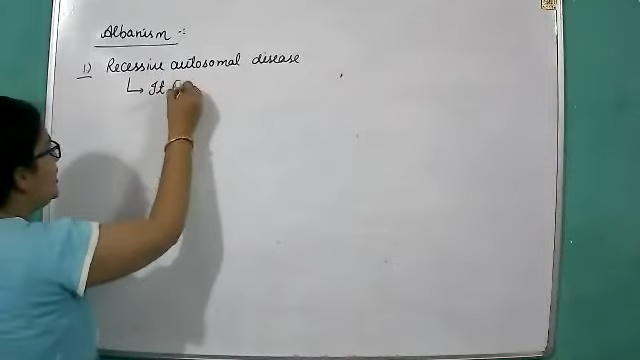 Albanism :-
1) Recessive autosomal disease
↳ It